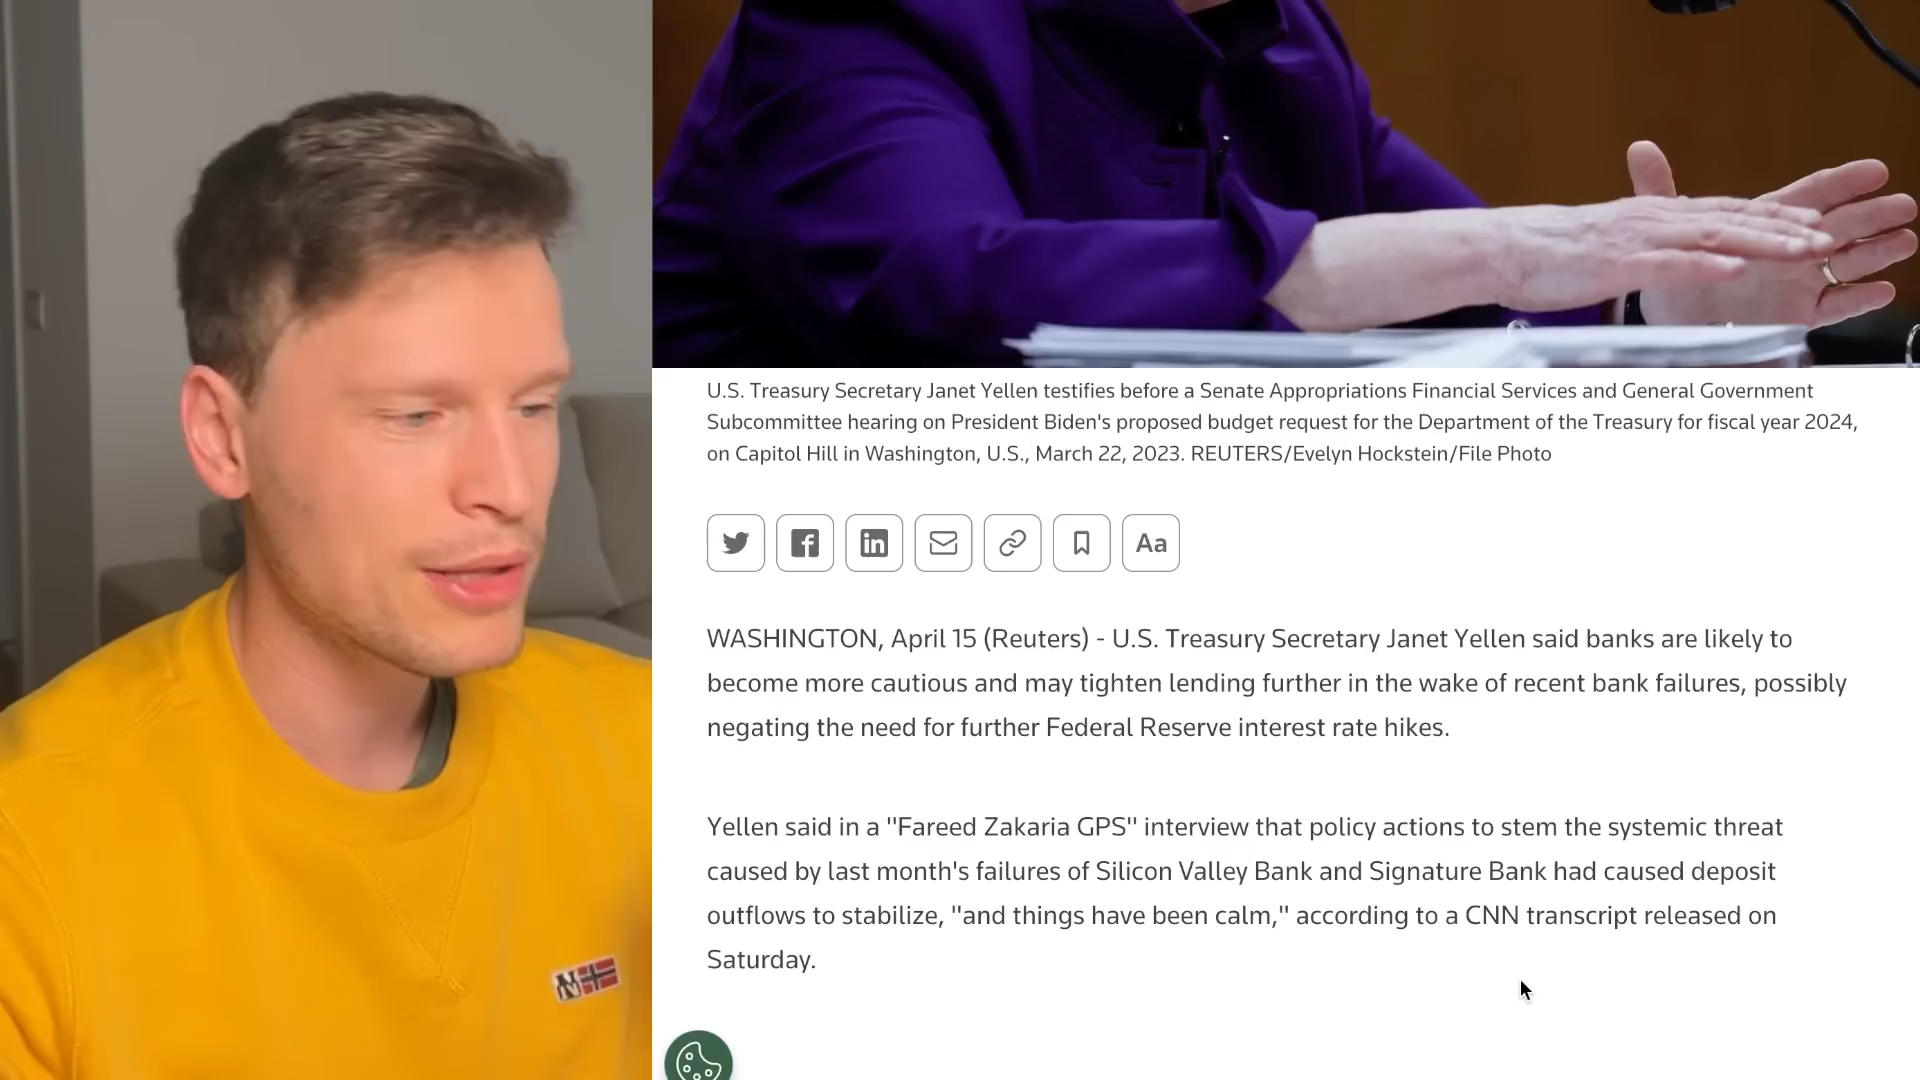 U.S. Treasury Secretary Janet Yellen testifies before a Senate Appropriations Financial Services and General Government
Subcommittee hearing on President Biden's proposed budget request for the Department of the Treasury for fiscal year 2024,
on Capitol Hill in Washington, U.S., March 22, 2023. REUTERS/Evelyn Hockstein/File Photo
in
Aa
WASHINGTON, April 15 (Reuters) - U.S. Treasury Secretary Janet Yellen said banks are likely to
become more cautious and may tighten lending further in the wake of recent bank failures, possibly
negating the need for further Federal Reserve interest rate hikes.
Yellen said in a "Fareed Zakaria GPS" interview that policy actions to stem the systemic threat
caused by last month's failures of Silicon Valley Bank and Signature Bank had caused deposit
outflows to stabilize, "and things have been calm," according to a CNN transcript released on
Saturday.
N